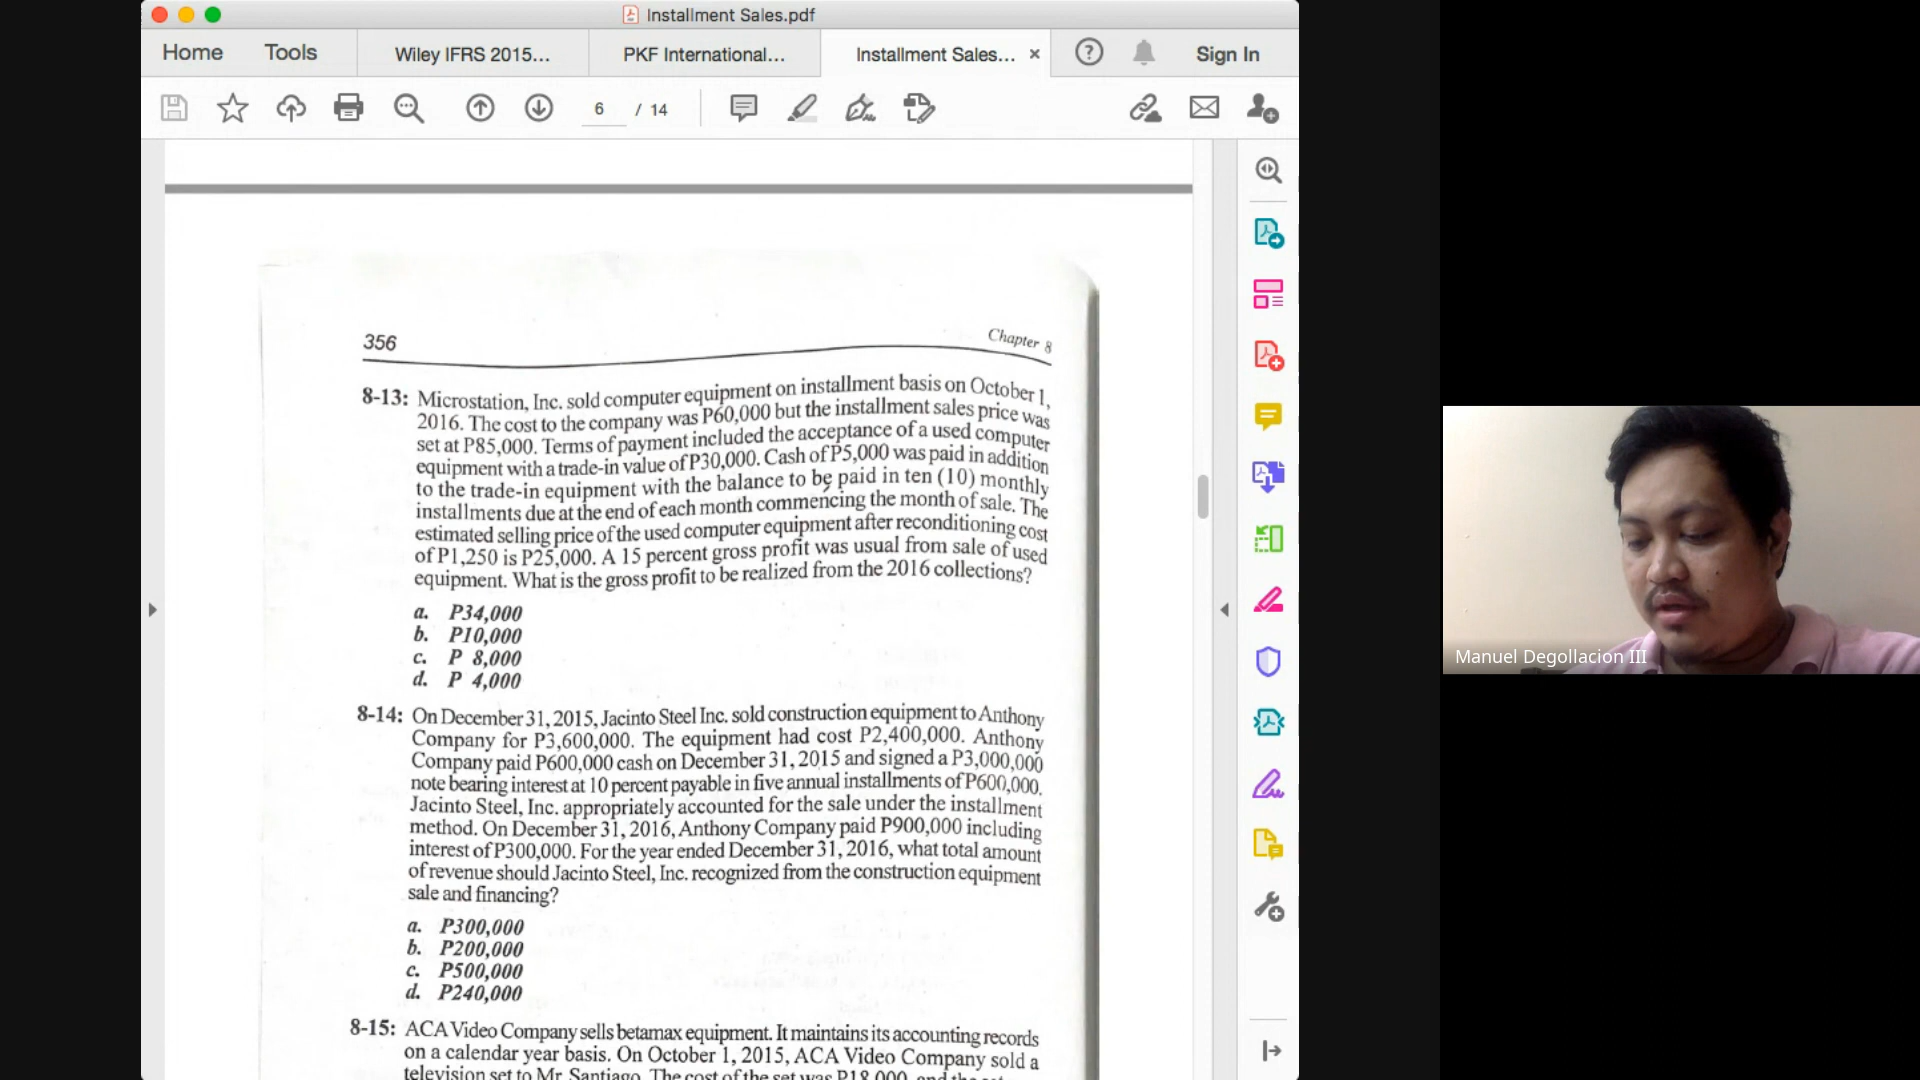 Installment Sales.pdf
Home
Tools
Wiley IFRS 2015...
PKF International...
Installment Sales...
Sign In
6 / 14
356
Chapter 8
8-13: Microstation, Inc. sold computer equipment on installment basis on October 1,
2016. The cost to the company was P60,000 but the installment sales price was
set at P85,000. Terms of payment included the acceptance of a used computer
equipment with a trade-in value of P30,000. Cash of P5,000 was paid in addition
to the trade-in equipment with the balance to be paid in ten (10) monthly
installments due at the end of each month commencing the month of sale. The
estimated selling price of the used computer equipment after reconditioning cost
of P1,250 is P25,000. A 15 percent gross profit was usual from sale of used
equipment. What is the gross profit to be realized from the 2016 collections?
a. P34,000
b. P10,000
c. P 8,000
d. P 4,000
8-14: On December 31, 2015, Jacinto Steel Inc. sold construction equipment to Anthony
Company for P3,600,000. The equipment had cost P2,400,000. Anthony
Company paid P600,000 cash on December 31, 2015 and signed a P3,000,000
note bearing interest at 10 percent payable in five annual installments of P600,000.
Jacinto Steel, Inc. appropriately accounted for the sale under the installment
method. On December 31, 2016, Anthony Company paid P900,000 including
interest of P300,000. For the year ended December 31, 2016, what total amount
of revenue should Jacinto Steel, Inc. recognized from the construction equipment
sale and financing?
a. P300,000
b. P200,000
c. P500,000
d. P240,000
8-15: ACA Video Company sells betamax equipment. It maintains its accounting records
on a calendar year basis. On October 1, 2015, ACA Video Company sold a
television set to Mr. Santiago. The cost of the set was P18,000, and the
Manuel Degollacion III